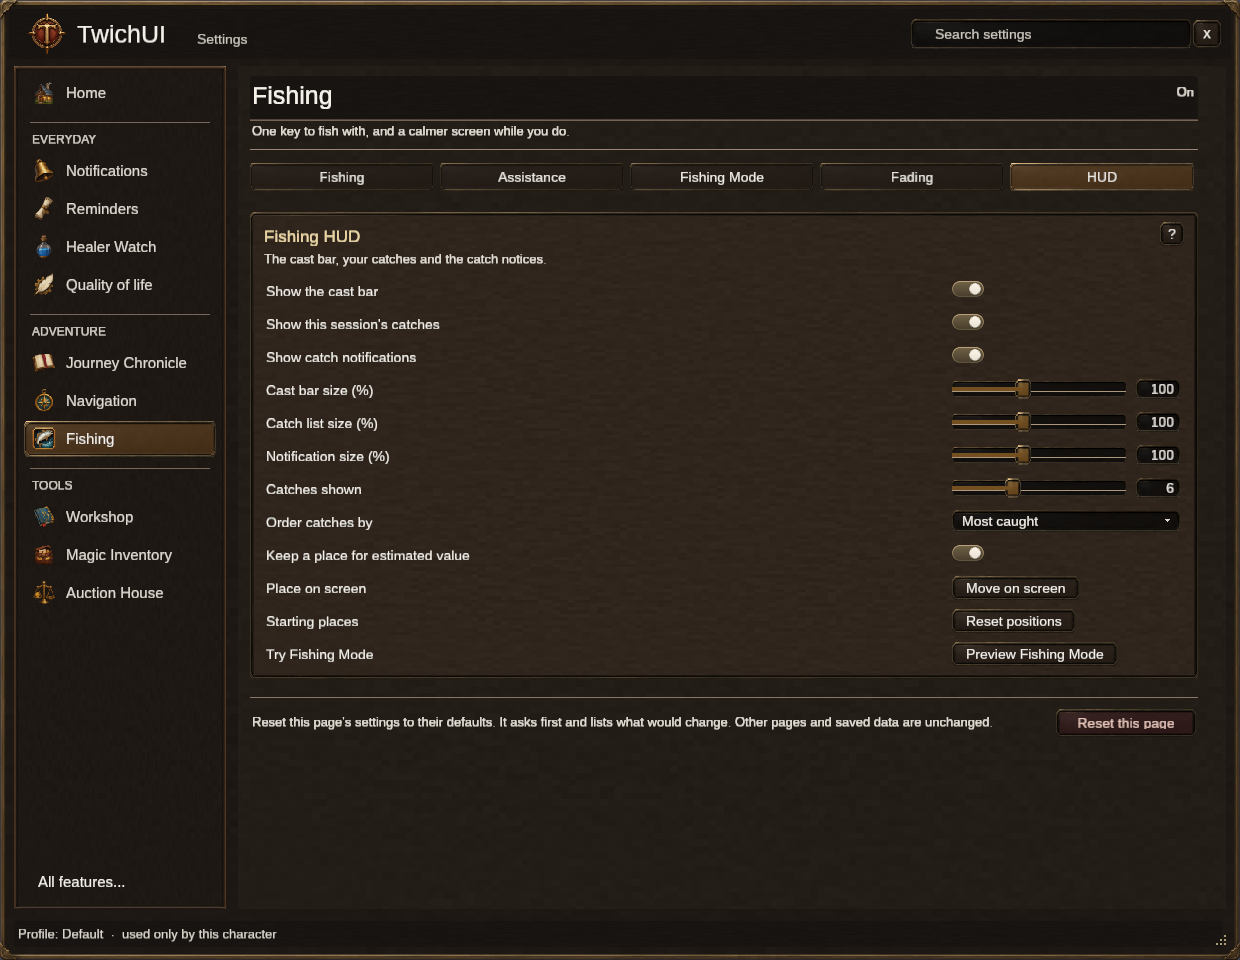 TwichUI
Settings
Search settings
X
Home
EVERYDAY
Notifications
Reminders
Healer Watch
Quality of life
ADVENTURE
Journey Chronicle
Navigation
Fishing
TOOLS
Workshop
Magic Inventory
Auction House
All features...
Fishing
On
One key to fish with, and a calmer screen while you do.
Fishing
Assistance
Fishing Mode
Fading
HUD
Fishing HUD
?
The cast bar, your catches and the catch notices.
Show the cast bar
Show this session's catches
Show catch notifications
Cast bar size (%)
100
Catch list size (%)
100
Notification size (%)
100
Catches shown
6
Order catches by
Most caught
Keep a place for estimated value
Place on screen
Move on screen
Starting places
Reset positions
Try Fishing Mode
Preview Fishing Mode
Reset this page's settings to their defaults. It asks first and lists what would change. Other pages and saved data are unchanged.
Reset this page
Profile: Default · used only by this character